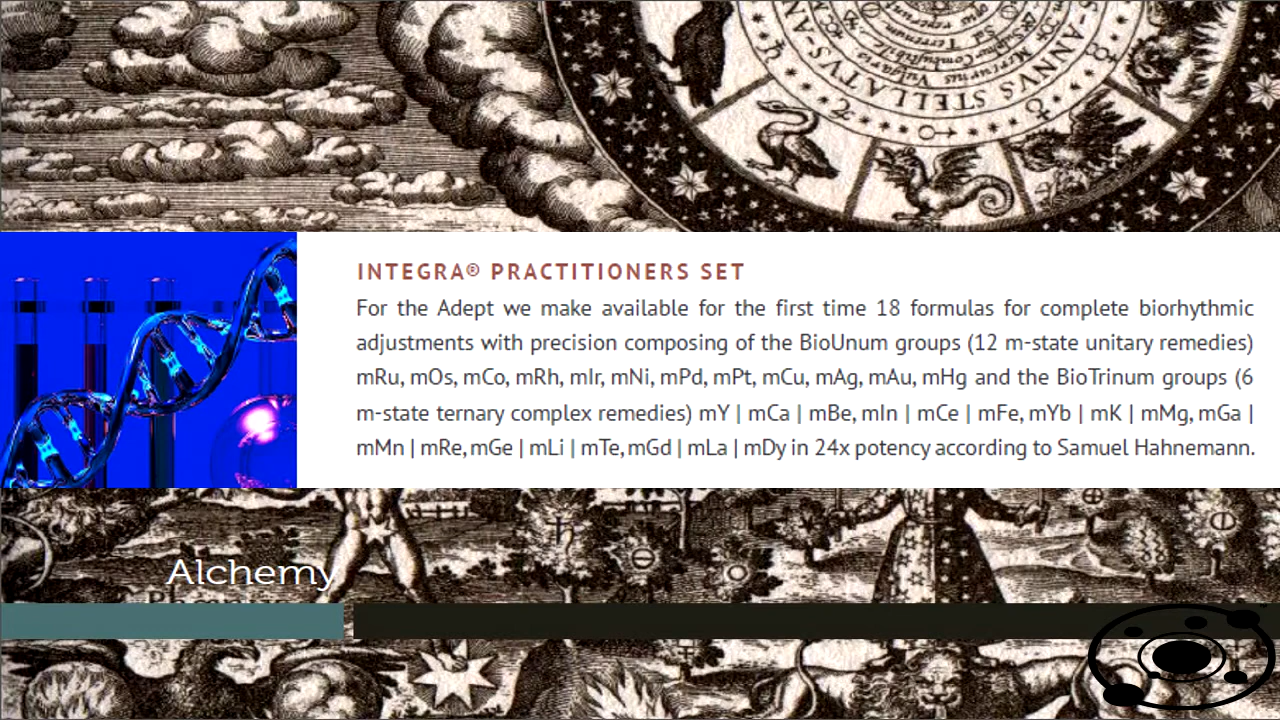 S-ANNVS STELLATVS-AN
INTEGRA® PRACTITIONERS SET
For the Adept we make available for the first time 18 formulas for complete biorhythmic
adjustments with precision composing of the BioUnum groups (12 m-state unitary remedies)
mRu, mOs, mCo, mRh, mIr, mNi, mPd, mPt, mCu, mAg, mAu, mHg and the BioTrinum groups (6
m-state ternary complex remedies) mY | mCa | mBe, mIn | mCe | mFe, mYb | mK | mMg, mGa |
mMn | mRe, mGe | mLi | mTe, mGd | mLa | mDy in 24x potency according to Samuel Hahnemann.
Alchemy